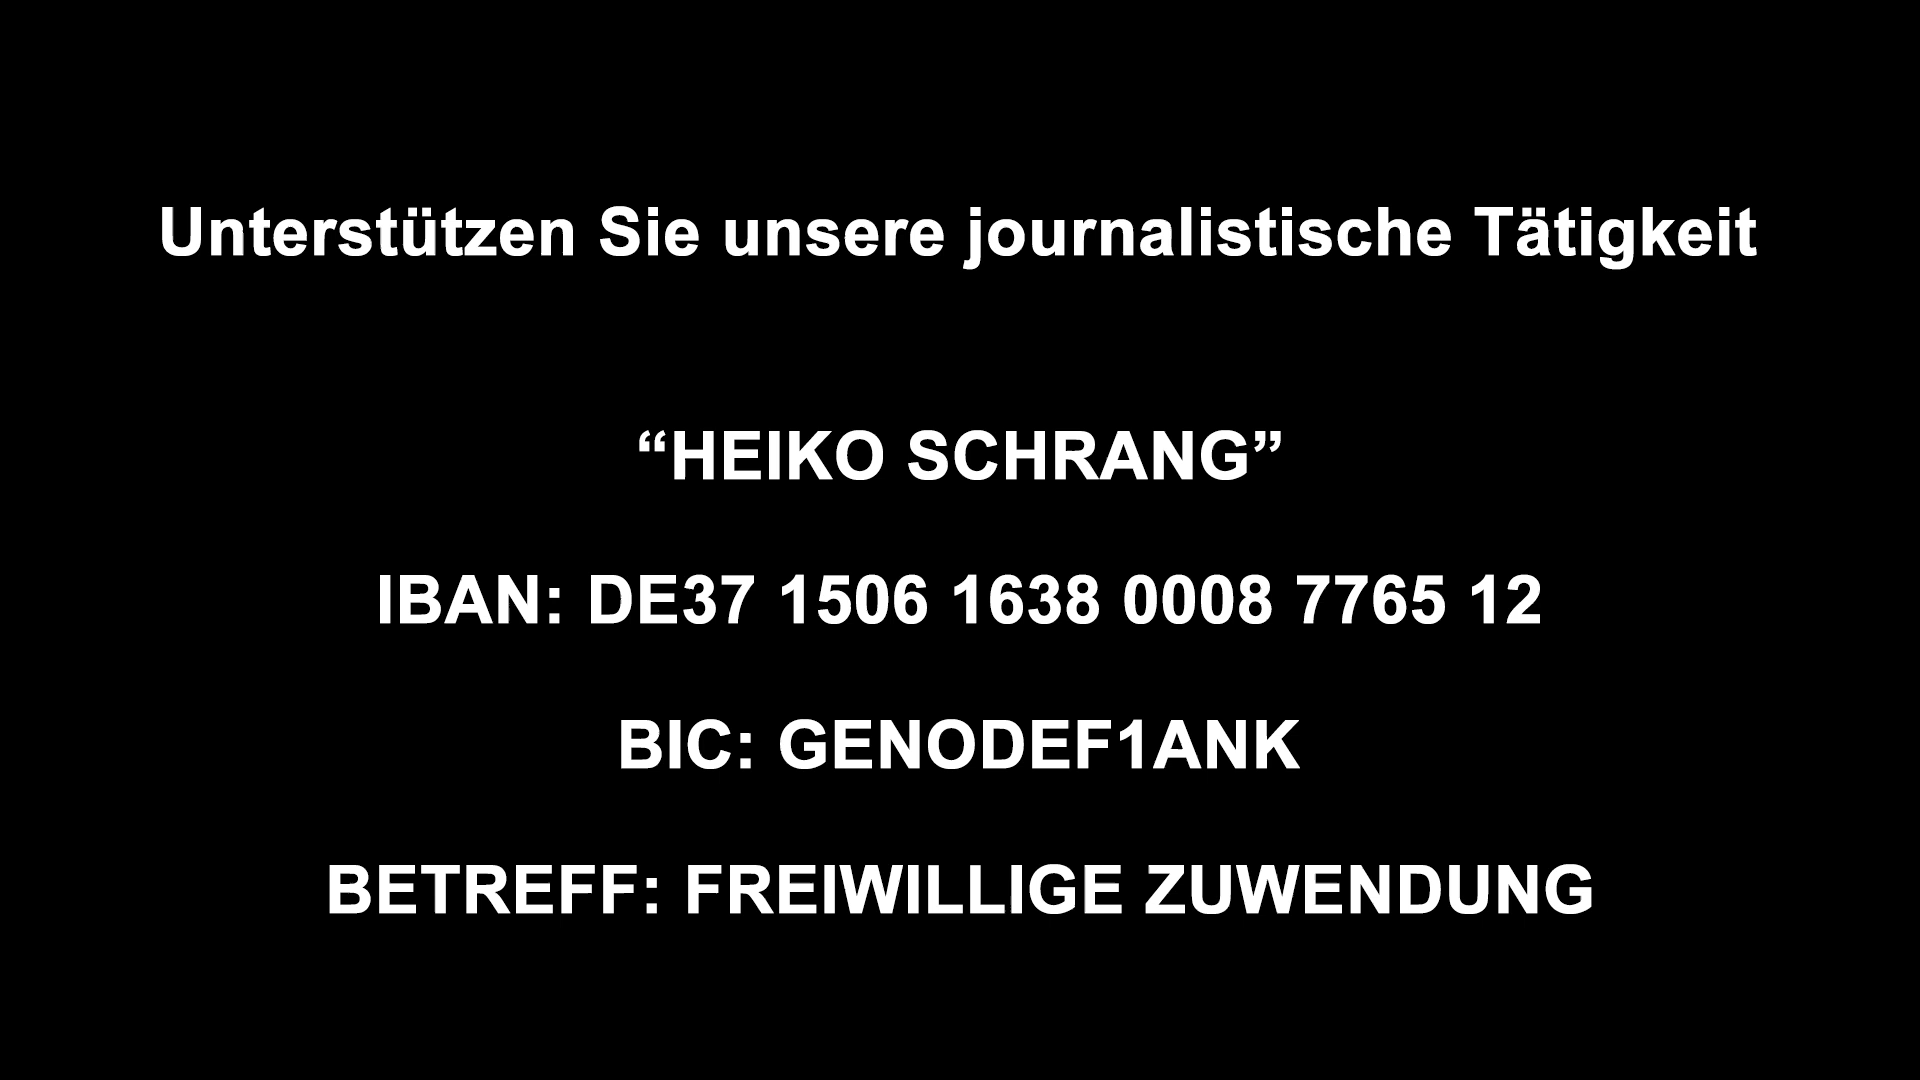 Unterstützen Sie unsere journalistische Tätigkeit
“HEIKO SCHRANG”
IBAN: DE37 1506 1638 0008 7765 12
BIC: GENODEF1ANK
BETREFF: FREIWILLIGE ZUWENDUNG